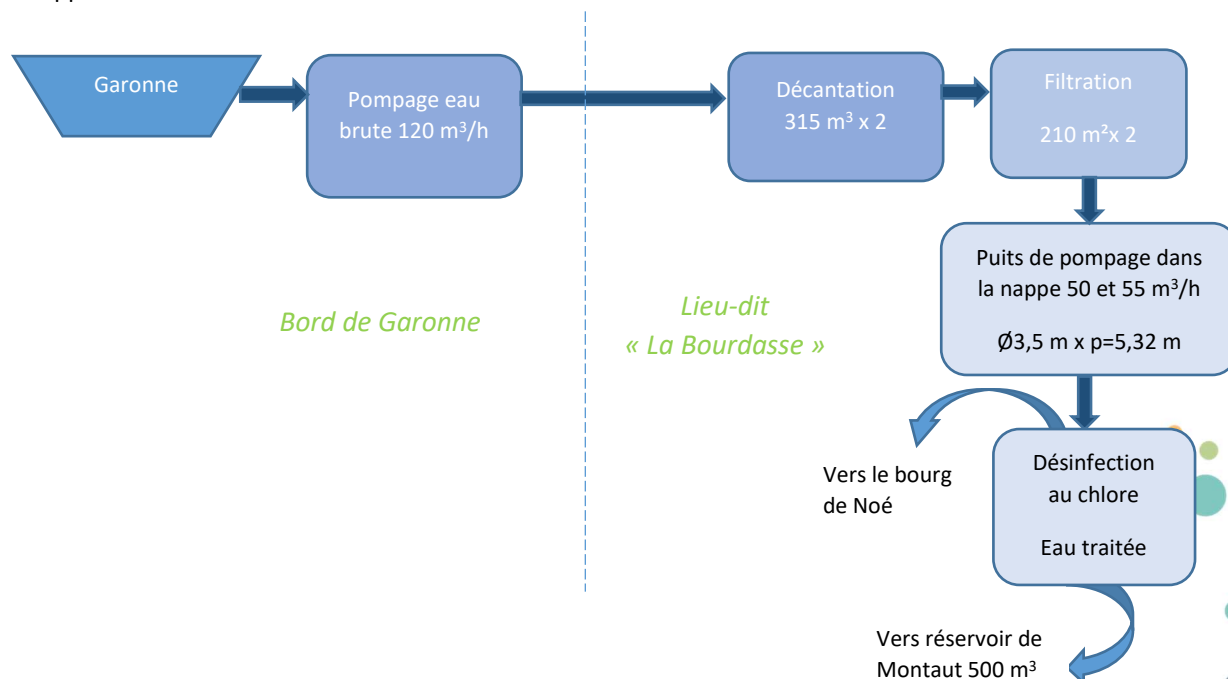 Garonne
Pompage eau
brute 120 m³/h
Décantation
315 m³ x 2
Filtration
210 m²x 2
Puits de pompage dans
la nappe 50 et 55 m³/h
Ø3,5 m x p=5,32 m
Bord de Garonne
Lieu-dit
« La Bourdasse »
Vers le bourg
de Noé
Désinfection
au chlore
Eau traitée
Vers réservoir de
Montaut 500 m³